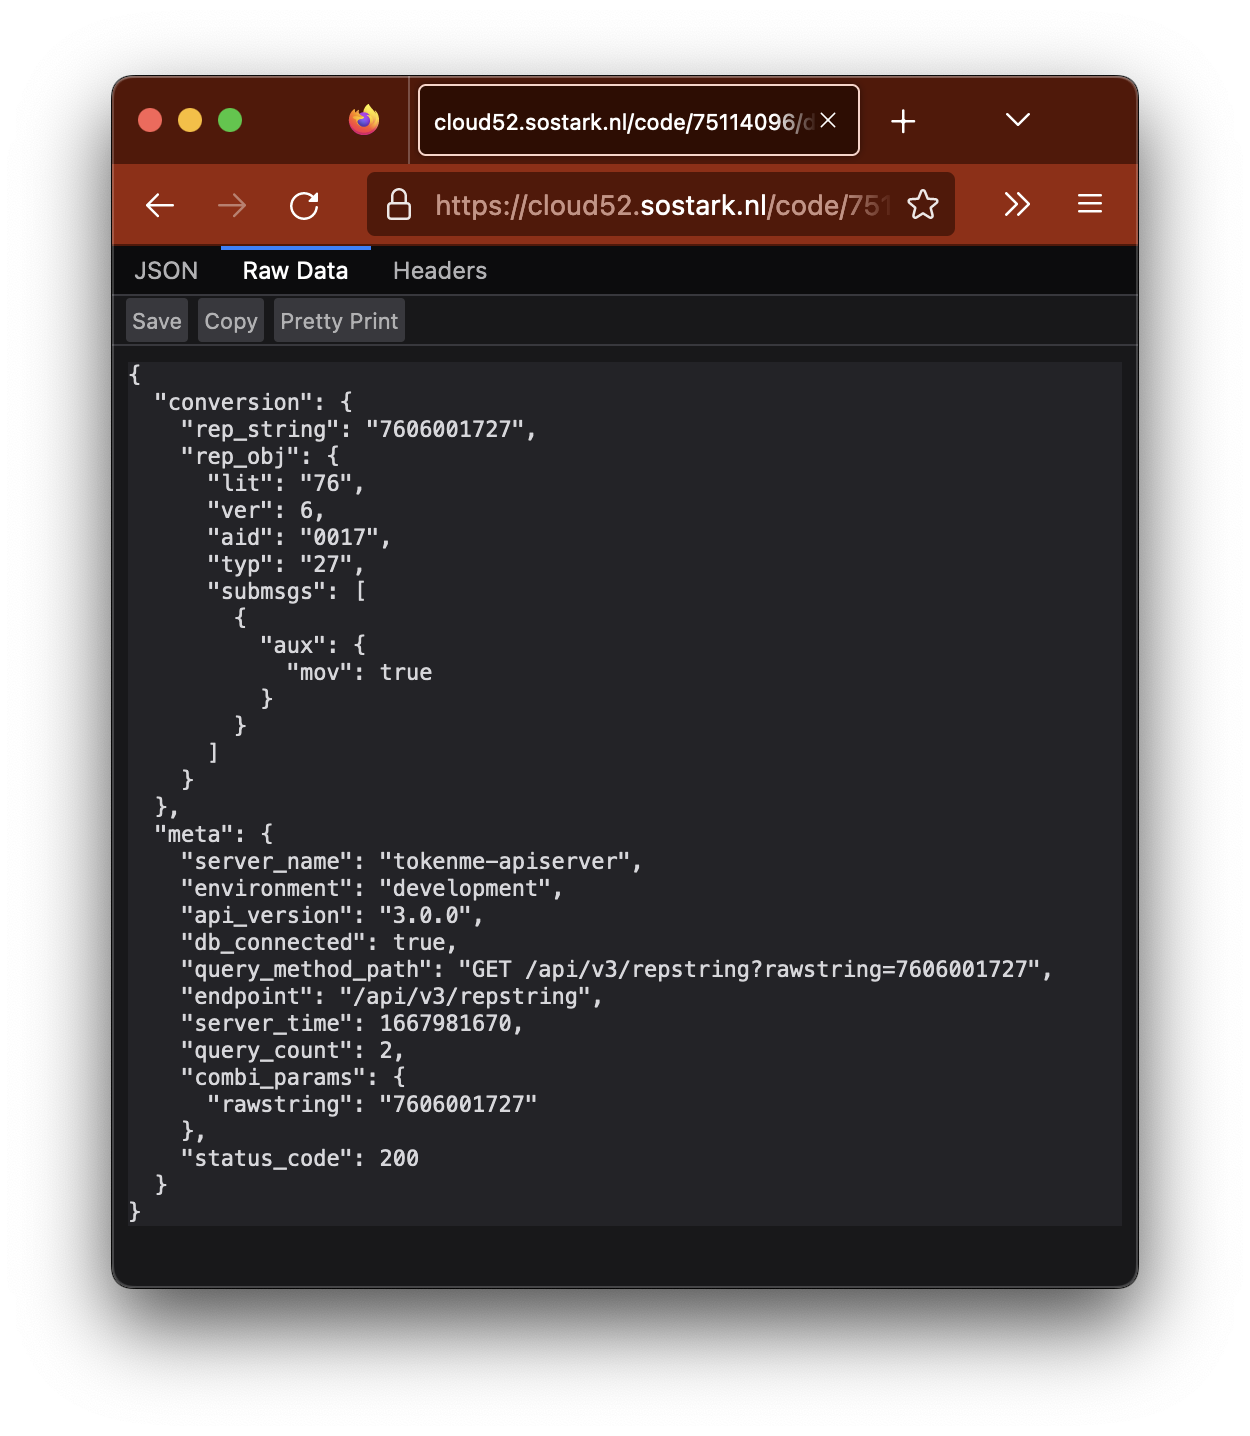 cloud52.sostark.nl/code/75114096/d
https://cloud52.sostark.nl/code/751
JSON Raw Data Headers
Save Copy Pretty Print
{
  "conversion": {
    "rep_string": "7606001727",
    "rep_obj": {
      "lit": "76",
      "ver": 6,
      "aid": "0017",
      "typ": "27",
      "submsgs": [
        {
          "aux": {
            "mov": true
          }
        }
      ]
    }
  },
  "meta": {
    "server_name": "tokenme-apiserver",
    "environment": "development",
    "api_version": "3.0.0",
    "db_connected": true,
    "query_method_path": "GET /api/v3/repstring?rawstring=7606001727",
    "endpoint": "/api/v3/repstring",
    "server_time": 1667981670,
    "query_count": 2,
    "combi_params": {
      "rawstring": "7606001727"
    },
    "status_code": 200
  }
}